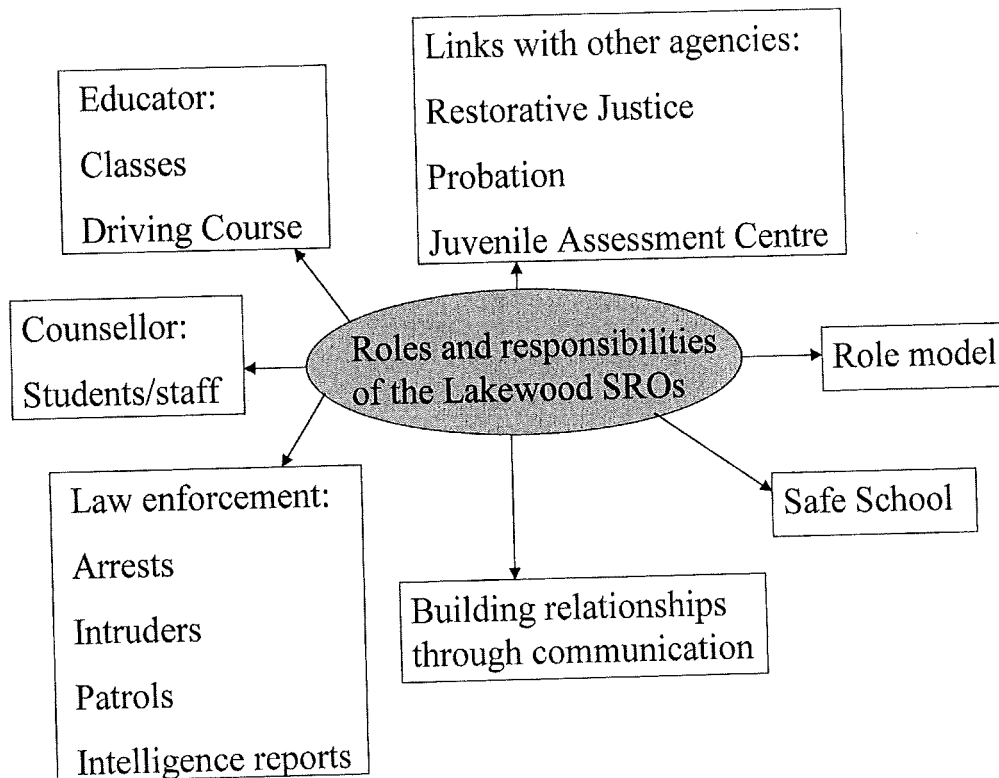 Educator:
Classes
Driving Course
Links with other agencies:
Restorative Justice
Probation
Juvenile Assessment Centre
Counsellor:
Students/staff
Roles and responsibilities
of the Lakewood SROs
Role model
Law enforcement:
Arrests
Intruders
Patrols
Intelligence reports
Safe School
Building relationships
through communication